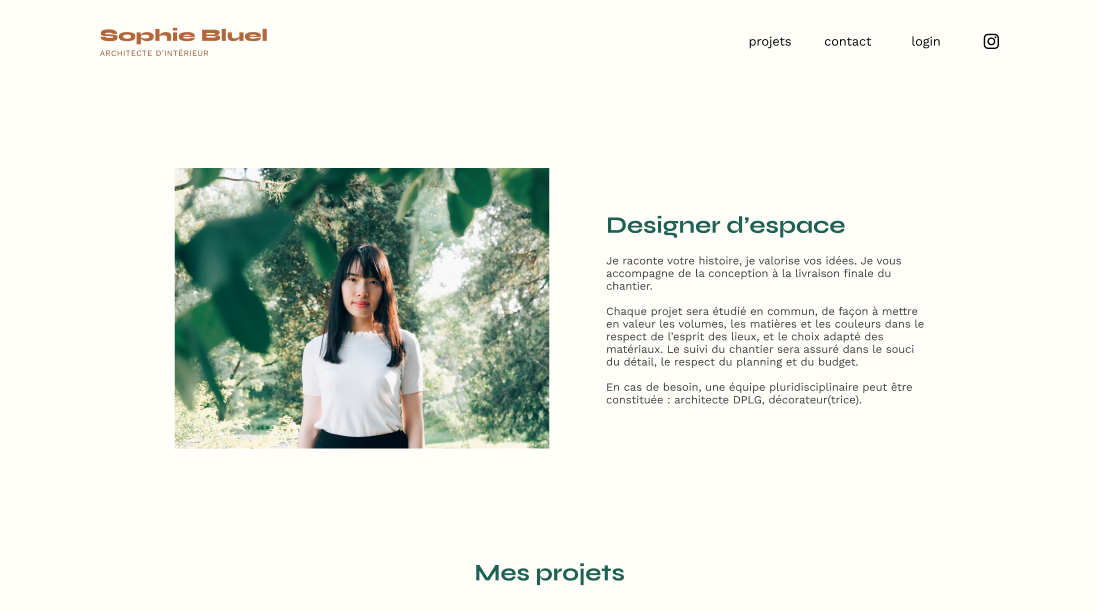 Sophie Bluel
ARCHITECTE D'INTÉRIEUR
projets contact login
Designer d’espace
Je raconte votre histoire, je valorise vos idées. Je vous
accompagne de la conception à la livraison finale du
chantier.
Chaque projet sera étudié en commun, de façon à mettre
en valeur les volumes, les matières et les couleurs dans le
respect de l’esprit des lieux, et le choix adapté des
matériaux. Le suivi du chantier sera assuré dans le souci
du détail, le respect du planning et du budget.
En cas de besoin, une équipe pluridisciplinaire peut être
constituée : architecte DPLG, décorateur(trice).
Mes projets